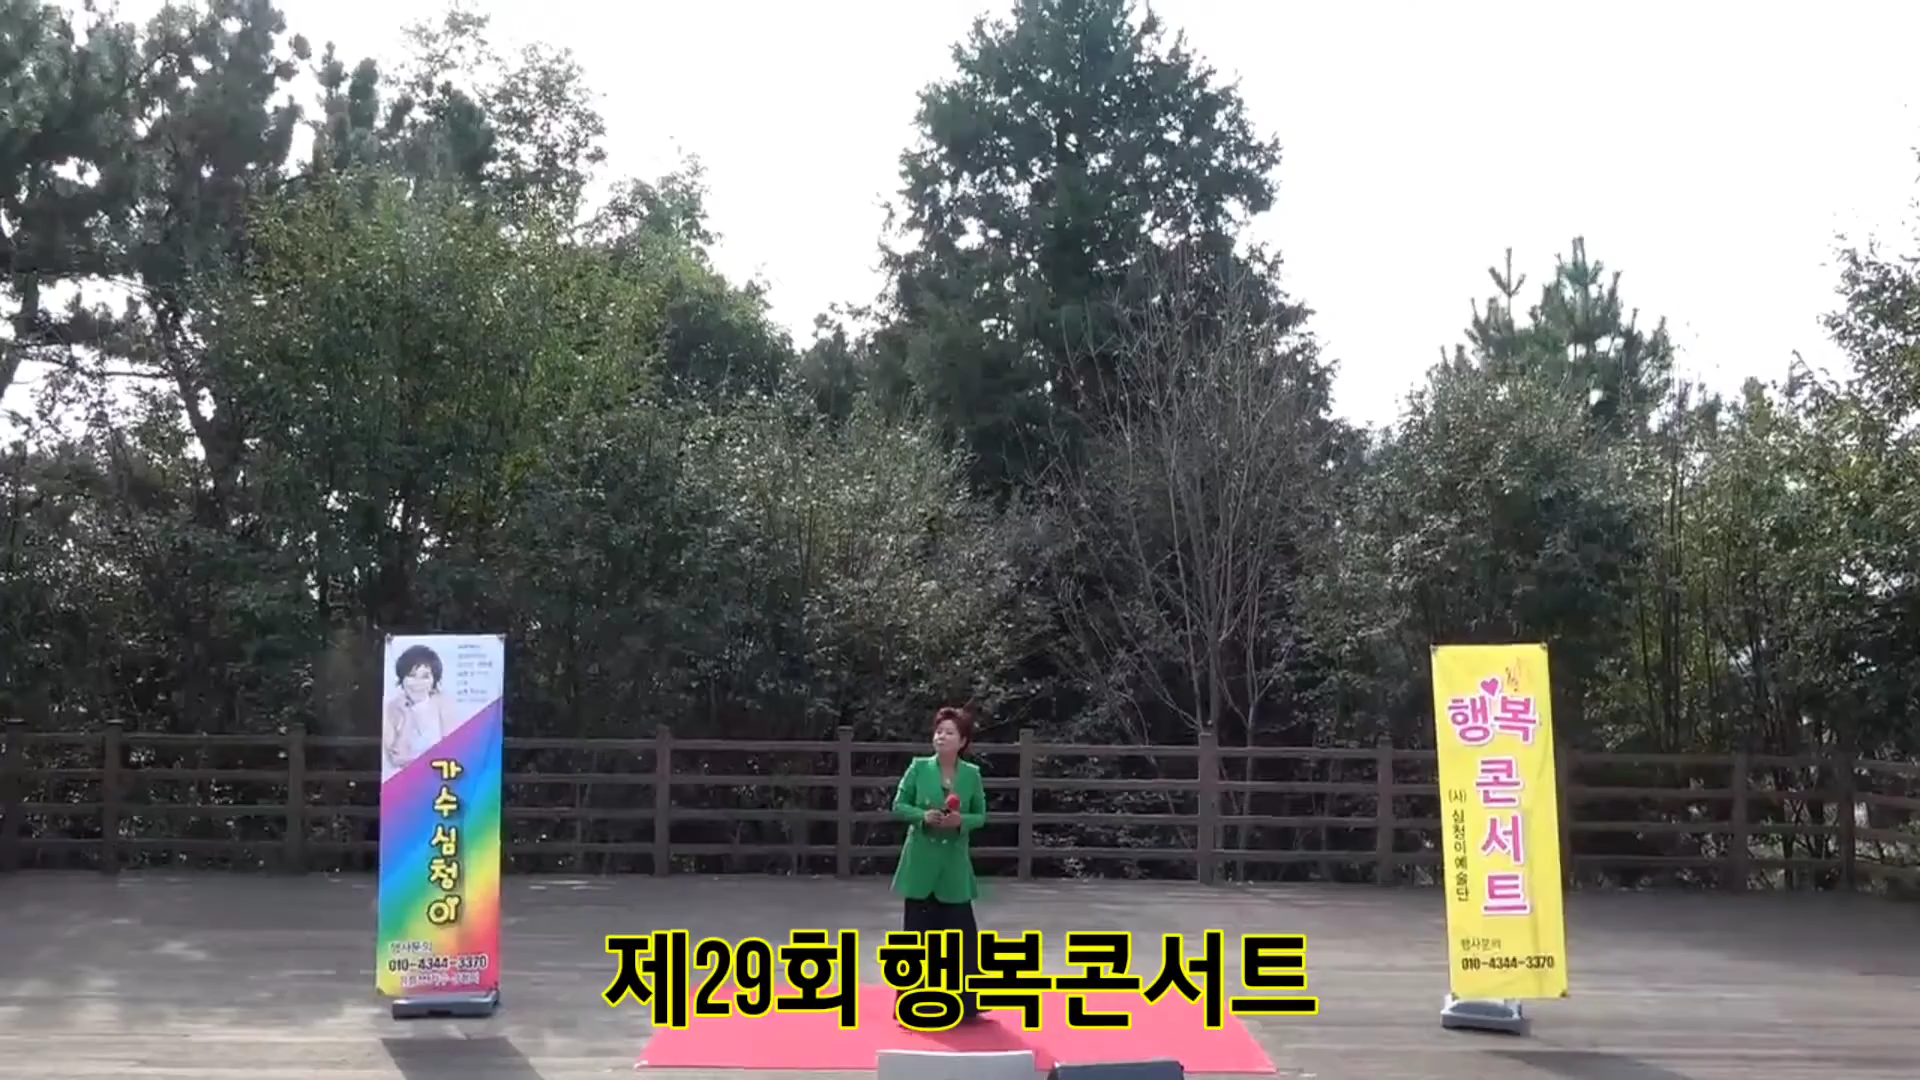 가수심청이
행사문의
010-4344-3370
행복
콘서트
(사)심청이예술단
행사문의
010-4344-3370
제29회 행복콘서트